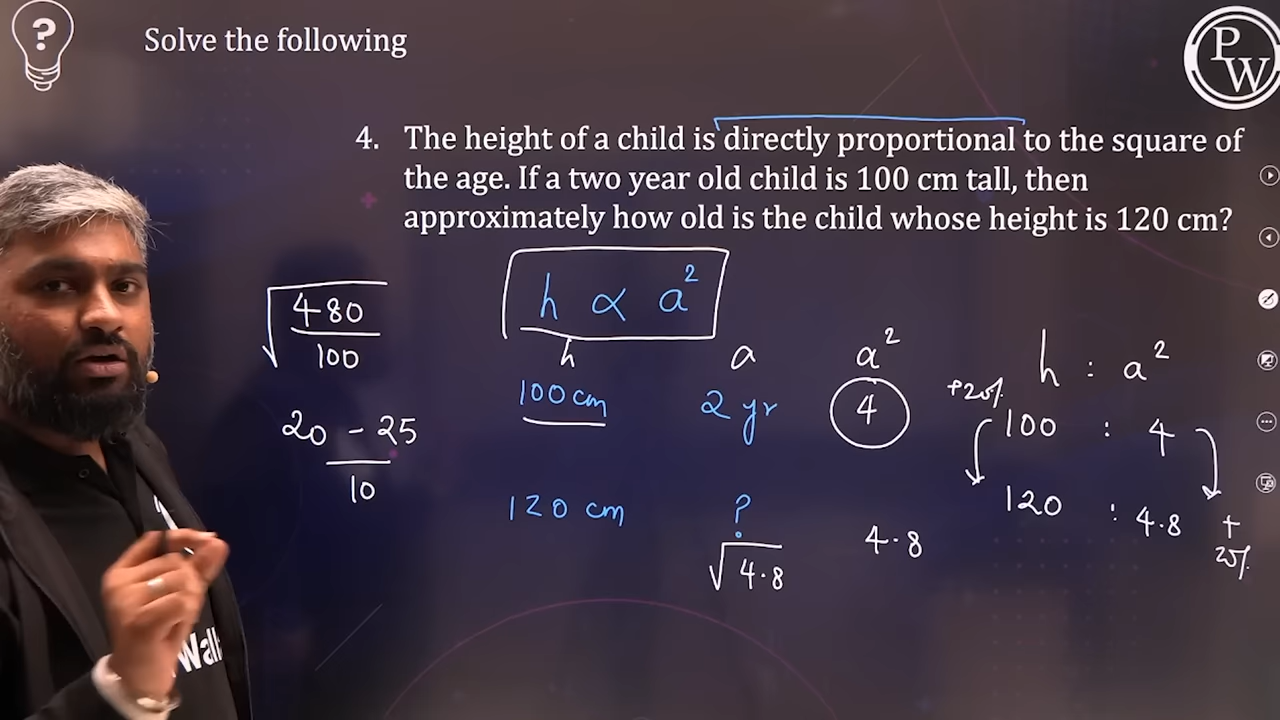 ?
Solve the following
PW
4. The height of a child is directly proportional to the square of
the age. If a two year old child is 100 cm tall, then
approximately how old is the child whose height is 120 cm?
h ∝ a²
h a a²
100 cm 2 yr 4
120 cm ? 4.8
√4.8
√(480/100)
20 - 25
10
h : a²
+20%
100 : 4
120 : 4.8 +
Wall